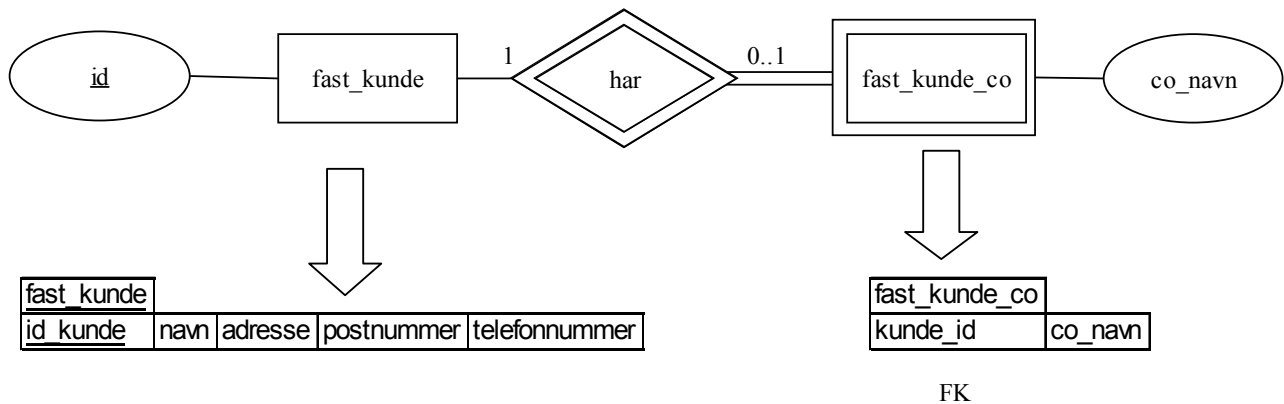 id fast_kunde 1 har 0..1 fast_kunde_co co_navn
fast_kunde
id_kunde navn adresse postnummer telefonnummer
fast_kunde_co
kunde_id co_navn
FK